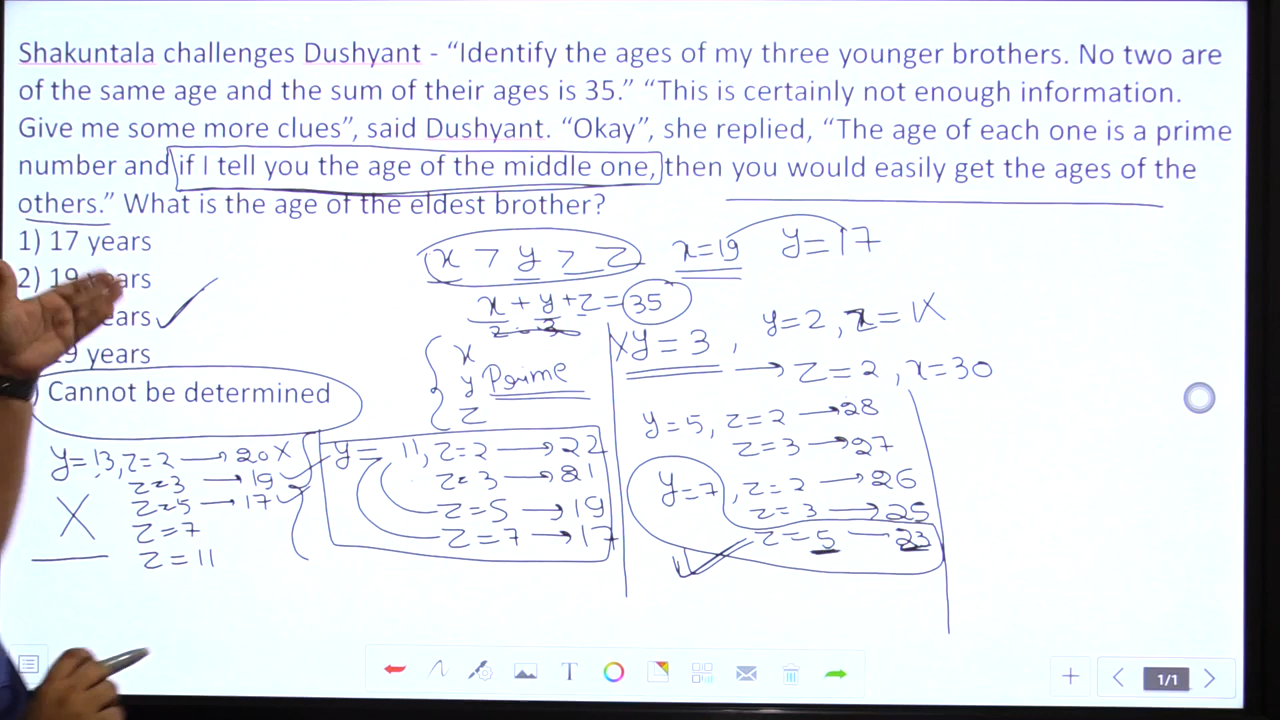 Shakuntala challenges Dushyant - “Identify the ages of my three younger brothers. No two are
of the same age and the sum of their ages is 35.” “This is certainly not enough information.
Give me some more clues”, said Dushyant. “Okay”, she replied, “The age of each one is a prime
number and if I tell you the age of the middle one, then you would easily get the ages of the
others.” What is the age of the eldest brother?
1) 17 years
2) 19 years
ears
years
Cannot be determined
x > y > z
x=19
y=17
x + y + z = 35
x
y Prime
z
y = 3,
y=2,
→ z=2, x=30
y=5, z=2 → 28
z=3 → 27
y=7, z=2 → 26
z=3 → 25
z=5 — 23
y= 11, z=2 → 22
z=3 → 21
z=5 → 19
z=7 → 17
y=13, z=2 → 20 X
z=3 → 19
z=5 → 17
z=7
z=11
T
1/1